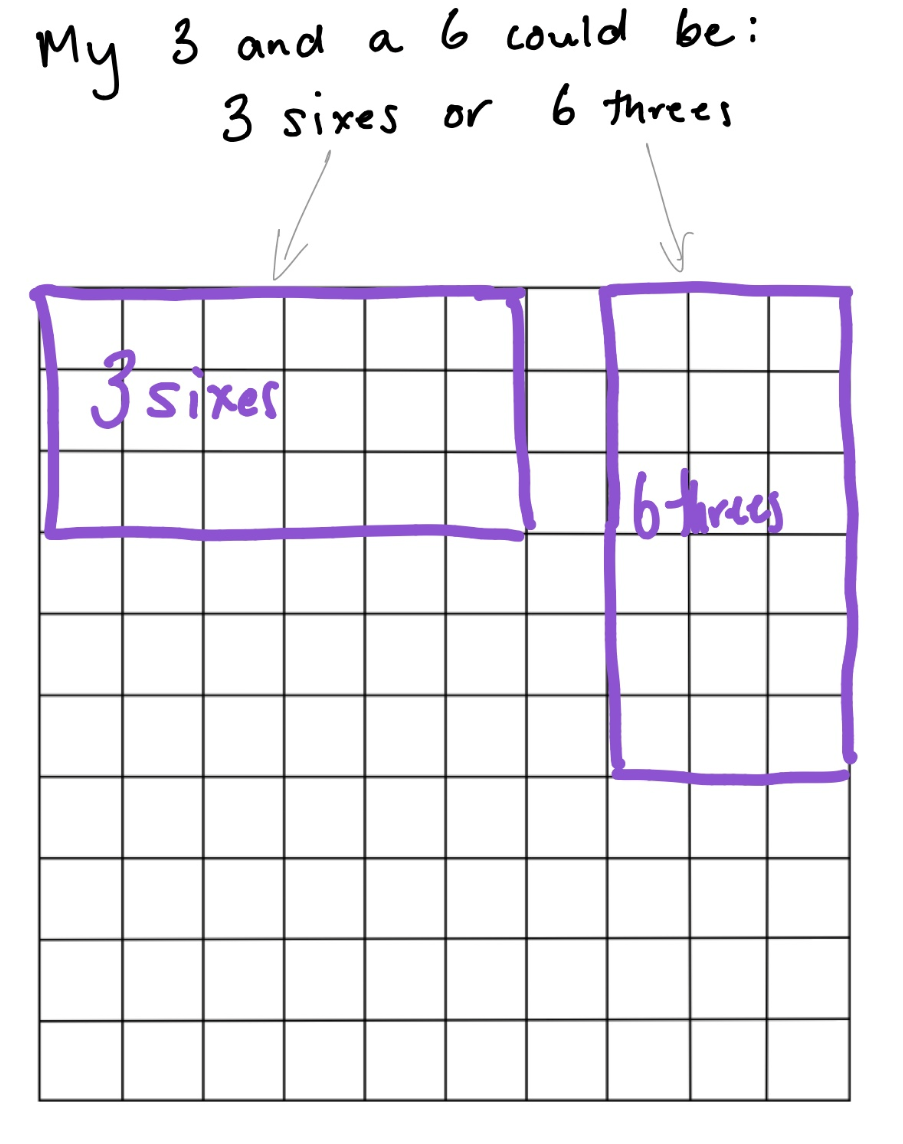 My 3 and a 6 could be:
3 sixes or 6 threes
3 sixes
6 threes